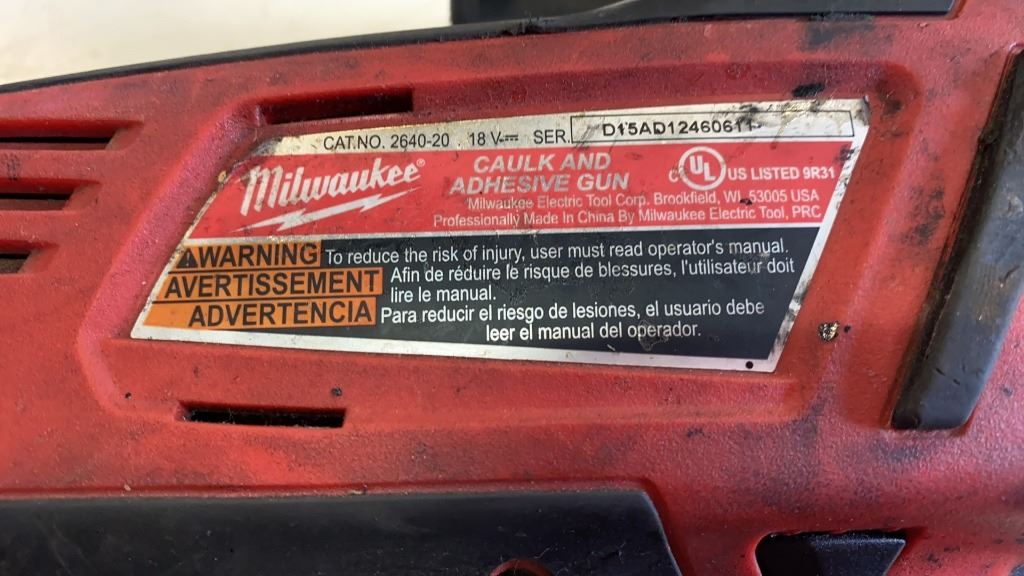 CAT.NO. 2640-20 18 V⎓ SER. D15AD12460611
Milwaukee®
CAULK AND
ADHESIVE GUN
C UL US LISTED 9R31
Milwaukee Electric Tool Corp. Brookfield, WI 53005 USA
Professionally Made In China By Milwaukee Electric Tool, PRC
WARNING To reduce the risk of injury, user must read operator's manual.
AVERTISSEMENT Afin de réduire le risque de blessures, l'utilisateur doit
lire le manual.
ADVERTENCIA Para reducir el riesgo de lesiones, el usuario debe
leer el manual del operador.